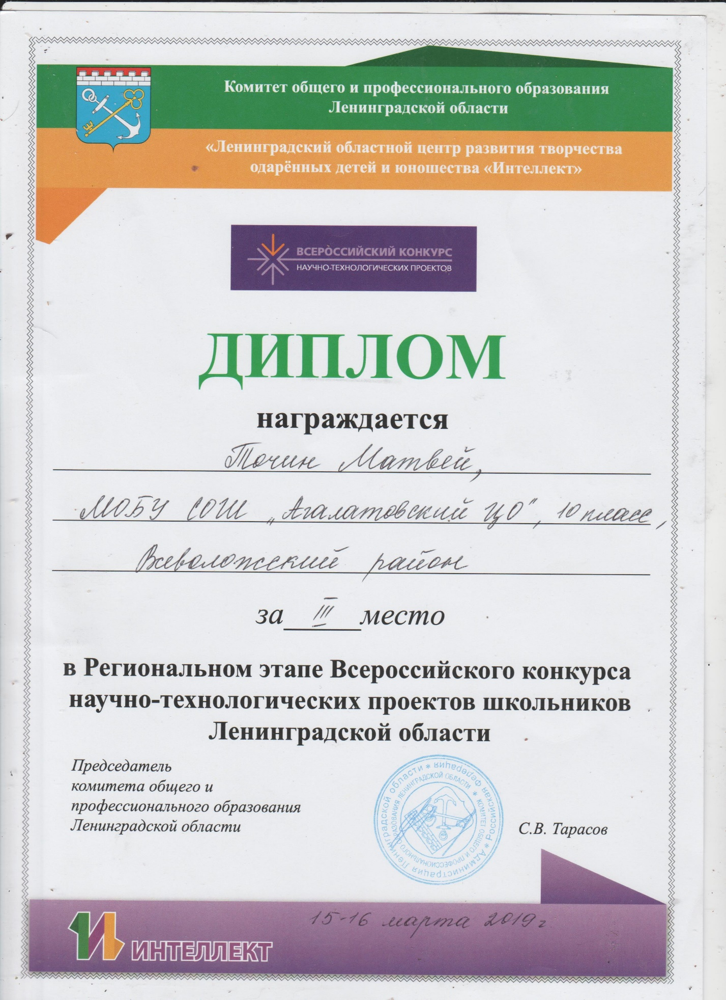 Комитет общего и профессионального образования
Ленинградской области
«Ленинградский областной центр развития творчества
одарённых детей и юношества «Интеллект»
ВСЕРОССИЙСКИЙ КОНКУРС
НАУЧНО-ТЕХНОЛОГИЧЕСКИХ ПРОЕКТОВ
ДИПЛОМ
награждается
Точин Матвей,
МОБУ СОШ „Агалатовский ЦО", 10 класс,
Всеволожский район
за III место
в Региональном этапе Всероссийского конкурса
научно-технологических проектов школьников
Ленинградской области
Председатель
комитета общего и
профессионального образования
Ленинградской области
* Российская Федерация * Администрация Ленинградской области
* КОМИТЕТ ОБЩЕГО И ПРОФЕССИОНАЛЬНОГО ОБРАЗОВАНИЯ ЛЕНИНГРАДСКОЙ ОБЛАСТИ
С.В. Тарасов
15-16 марта 2019 г
ИНТЕЛЛЕКТ